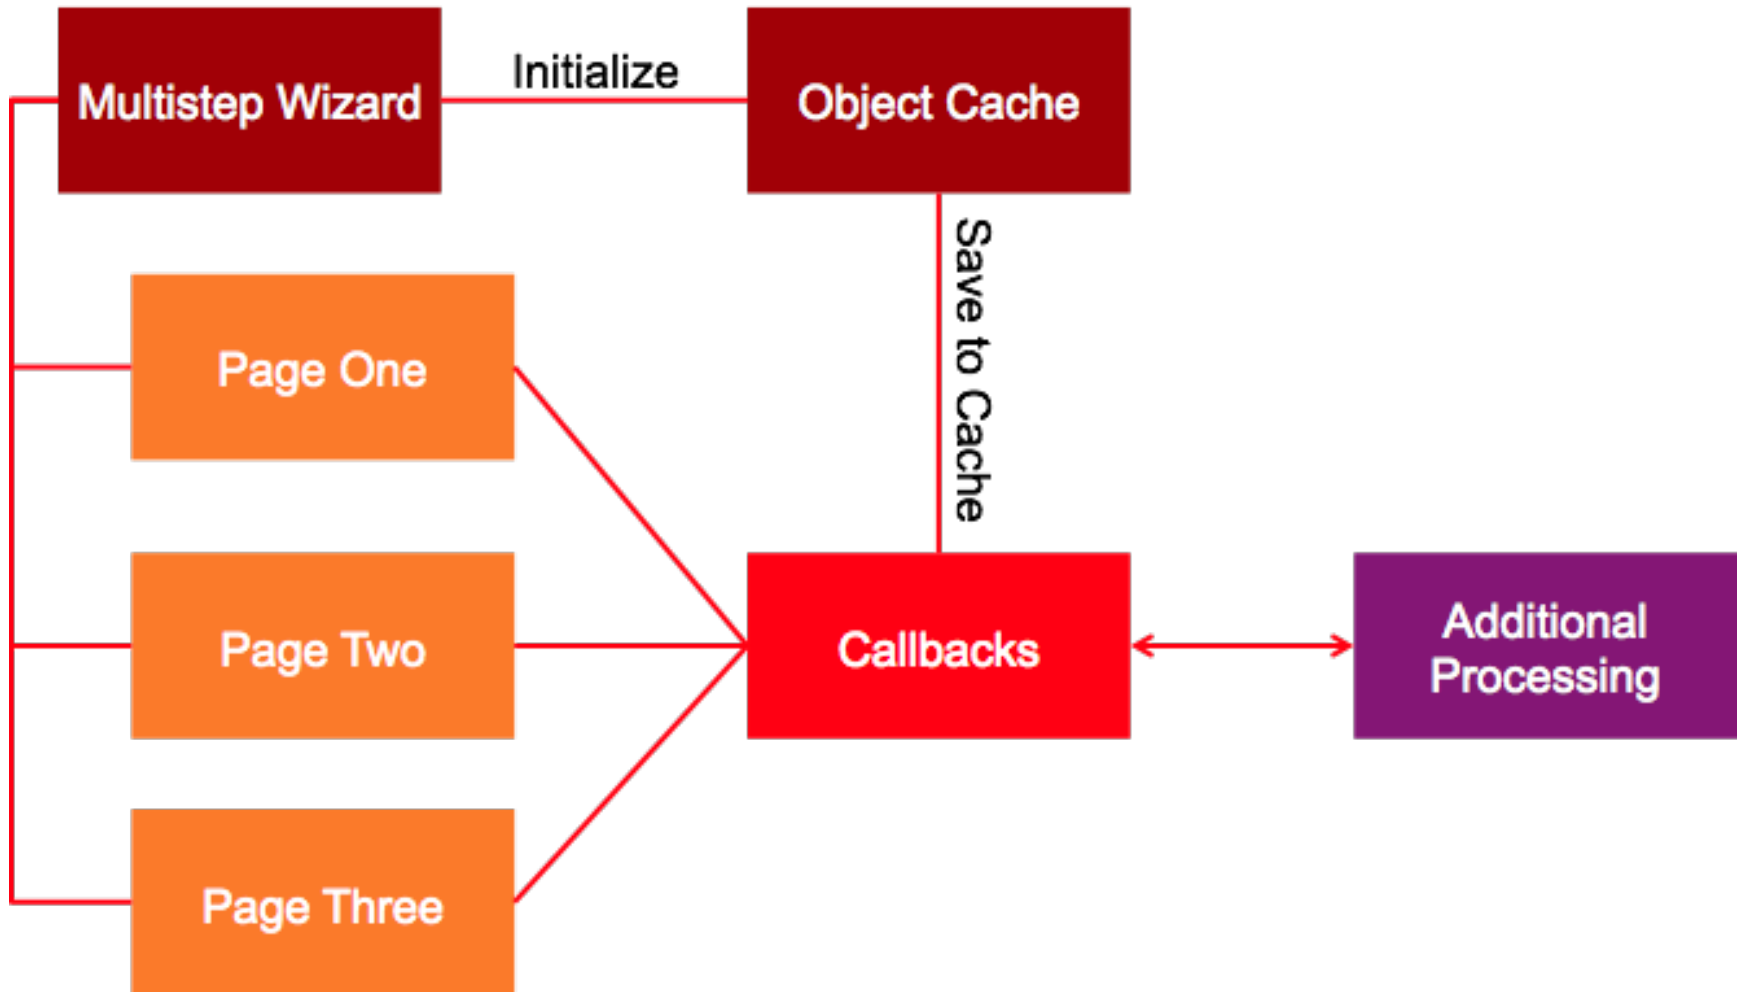 Multistep Wizard
Initialize
Object Cache
Save to Cache
Page One
Page Two
Callbacks
Additional
Processing
Page Three